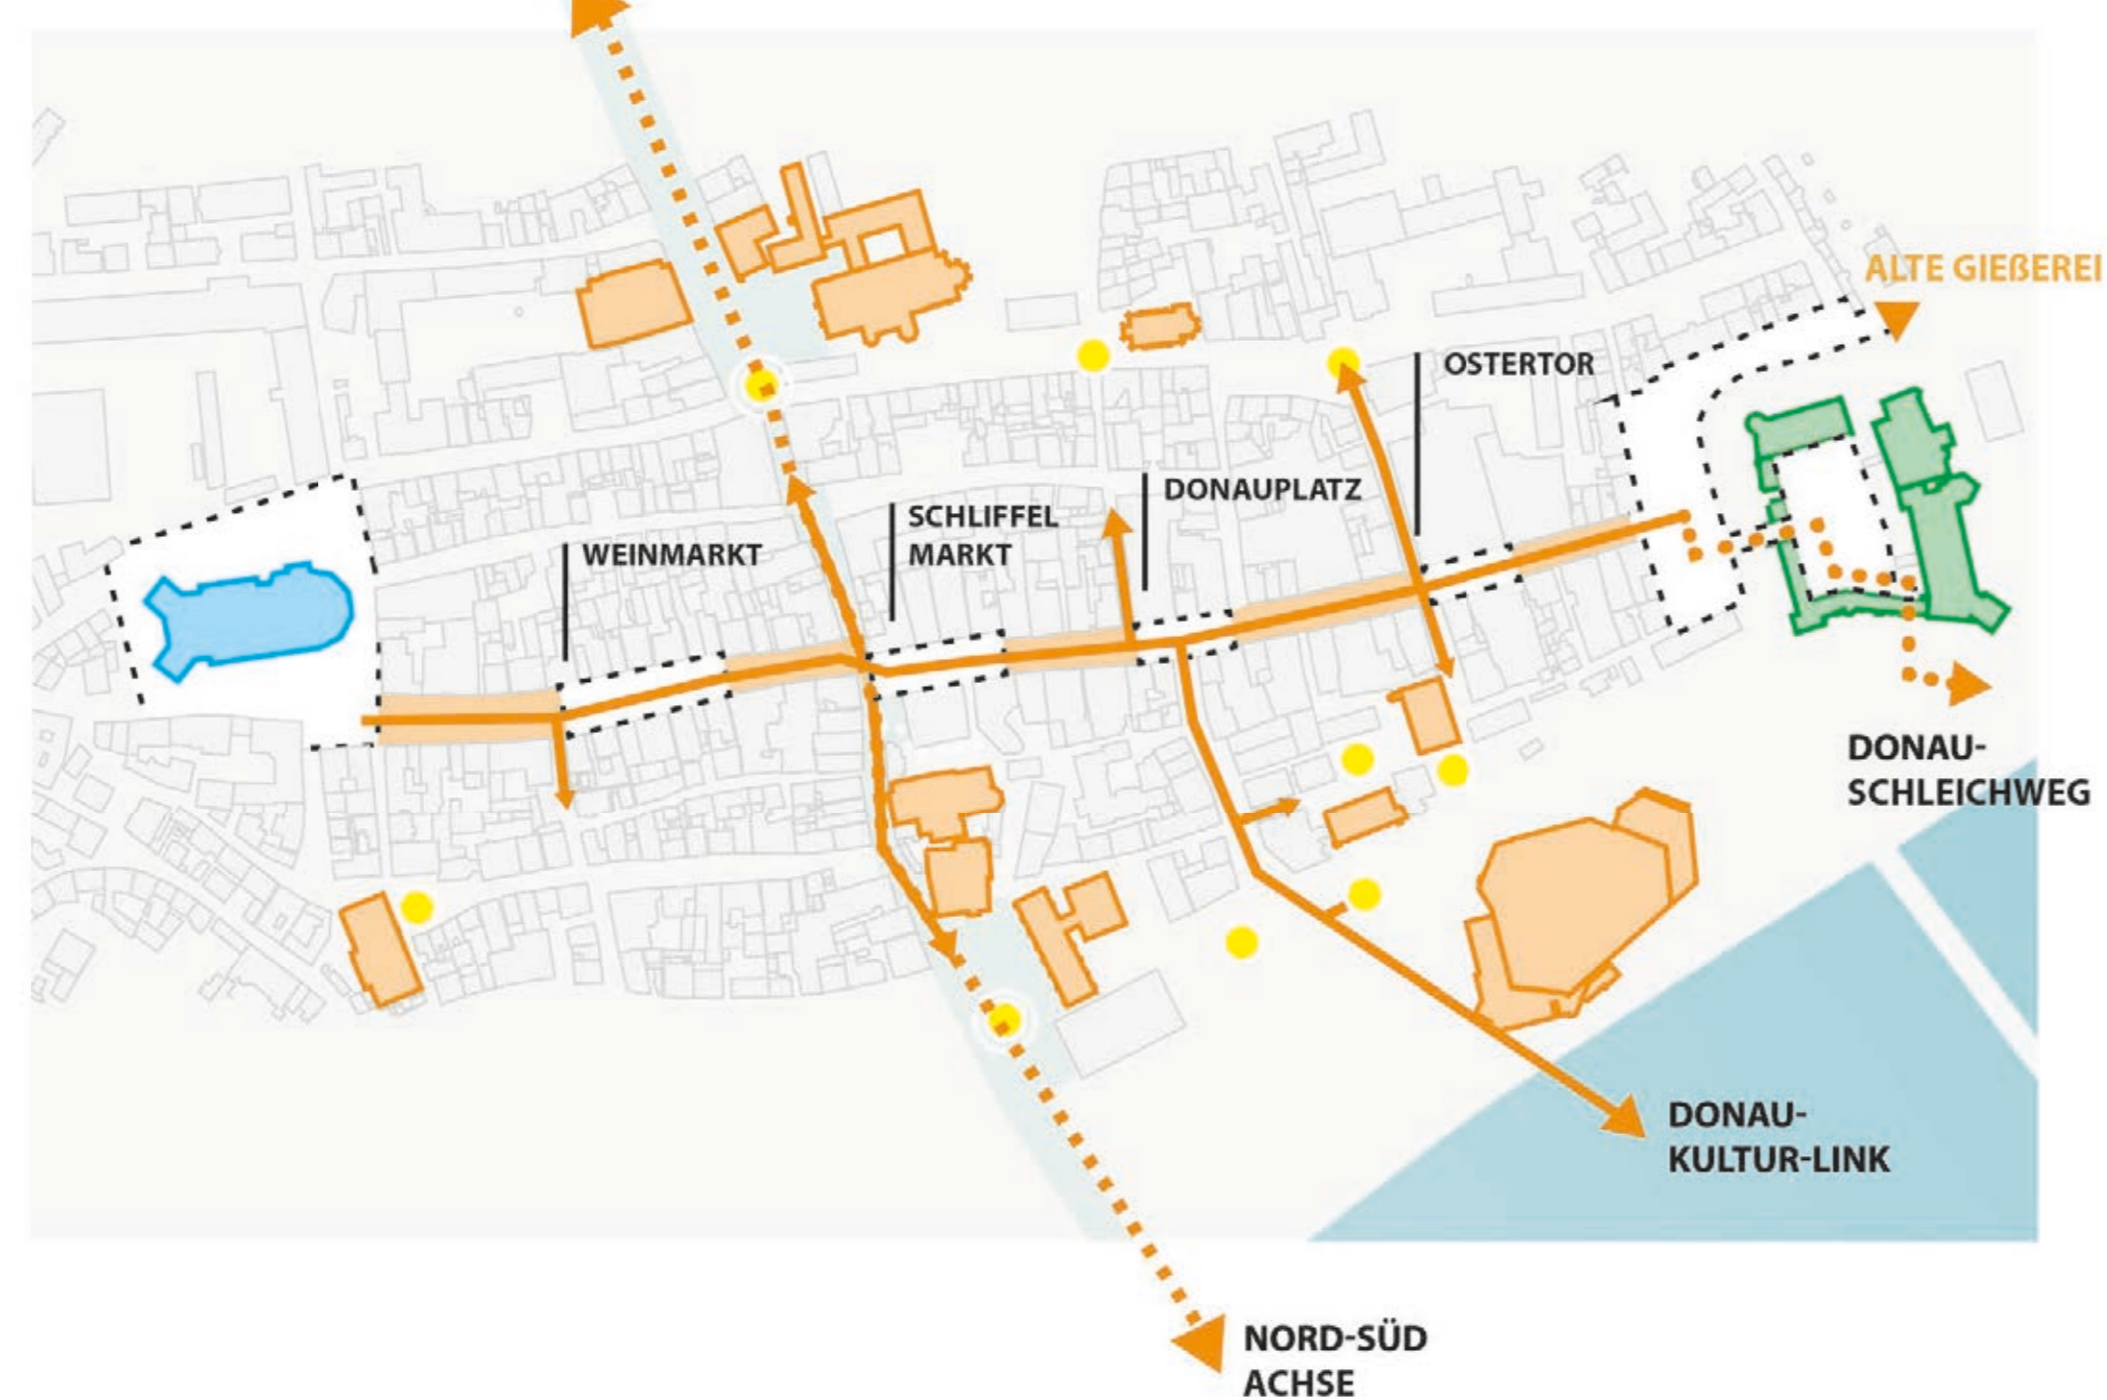 ALTE GIEßEREI
OSTERTOR
DONAUPLATZ
SCHLIFFEL
MARKT
WEINMARKT
DONAU-
SCHLEICHWEG
DONAU-
KULTUR-LINK
NORD-SÜD
ACHSE